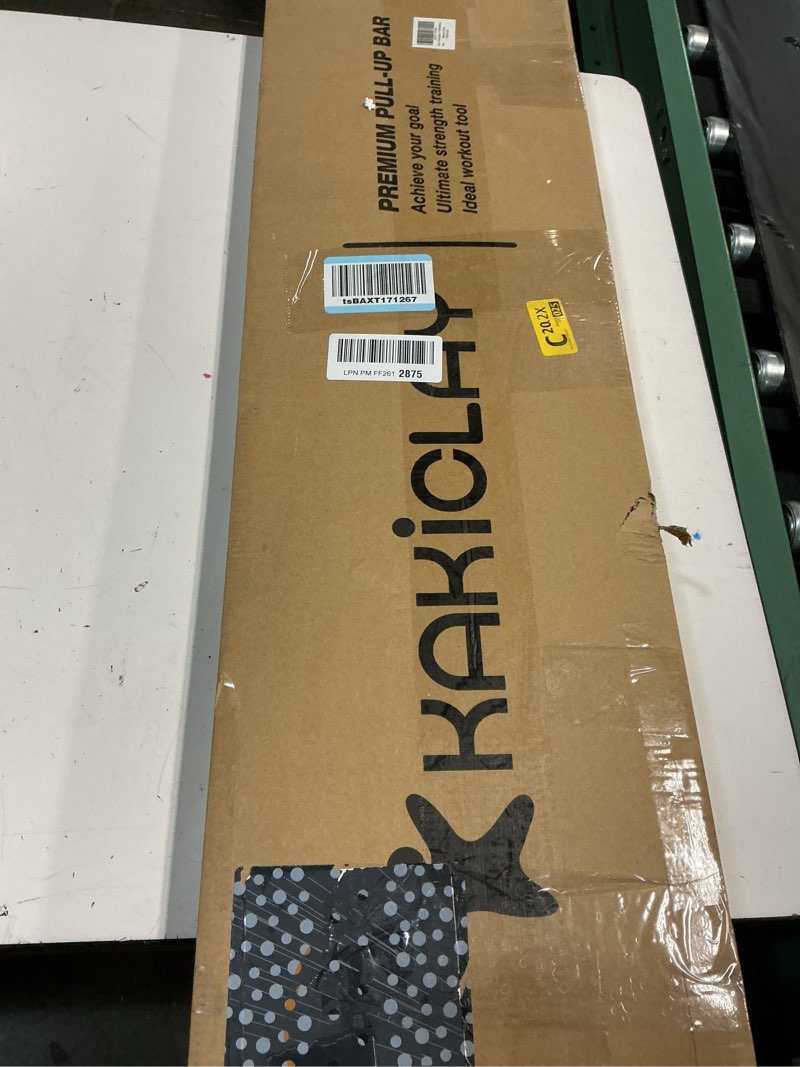 PREMIUM PULL-UP BAR
Achieve your goal
Ultimate strength training
Ideal workout tool
KAKiCLAY
tsBAXT171267
LPN PM FF261 2875
C 20.2X